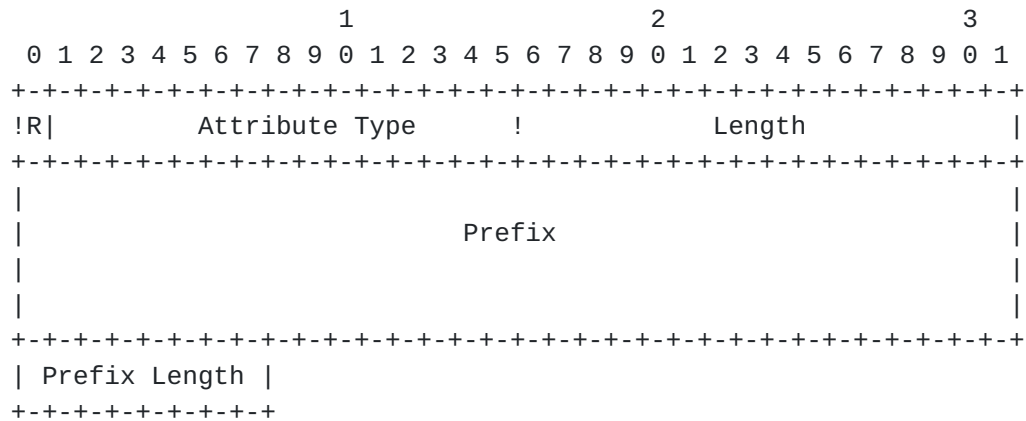 1                   2                   3
 0 1 2 3 4 5 6 7 8 9 0 1 2 3 4 5 6 7 8 9 0 1 2 3 4 5 6 7 8 9 0 1
+-+-+-+-+-+-+-+-+-+-+-+-+-+-+-+-+-+-+-+-+-+-+-+-+-+-+-+-+-+-+-+-+
!R|         Attribute Type      !            Length             |
+-+-+-+-+-+-+-+-+-+-+-+-+-+-+-+-+-+-+-+-+-+-+-+-+-+-+-+-+-+-+-+-+
|                                                               |
|                            Prefix                             |
|                                                               |
|                                                               |
+-+-+-+-+-+-+-+-+-+-+-+-+-+-+-+-+-+-+-+-+-+-+-+-+-+-+-+-+-+-+-+-+
| Prefix Length |
+-+-+-+-+-+-+-+-+